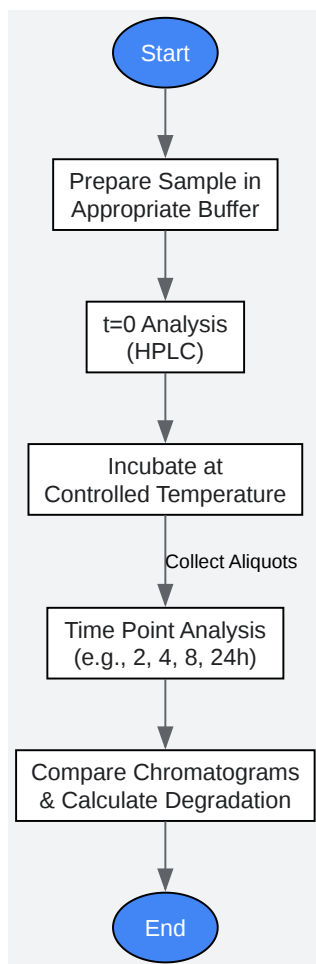 Start
Prepare Sample in
Appropriate Buffer
t=0 Analysis
(HPLC)
Incubate at
Controlled Temperature
Collect Aliquots
Time Point Analysis
(e.g., 2, 4, 8, 24h)
Compare Chromatograms
& Calculate Degradation
End